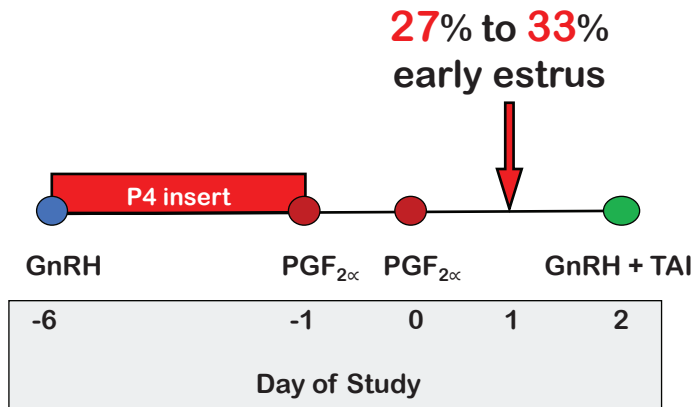 27% to 33%
early estrus
P4 insert
GnRH PGF₂∝ PGF₂∝ GnRH + TAI
-6 -1 0 1 2
Day of Study